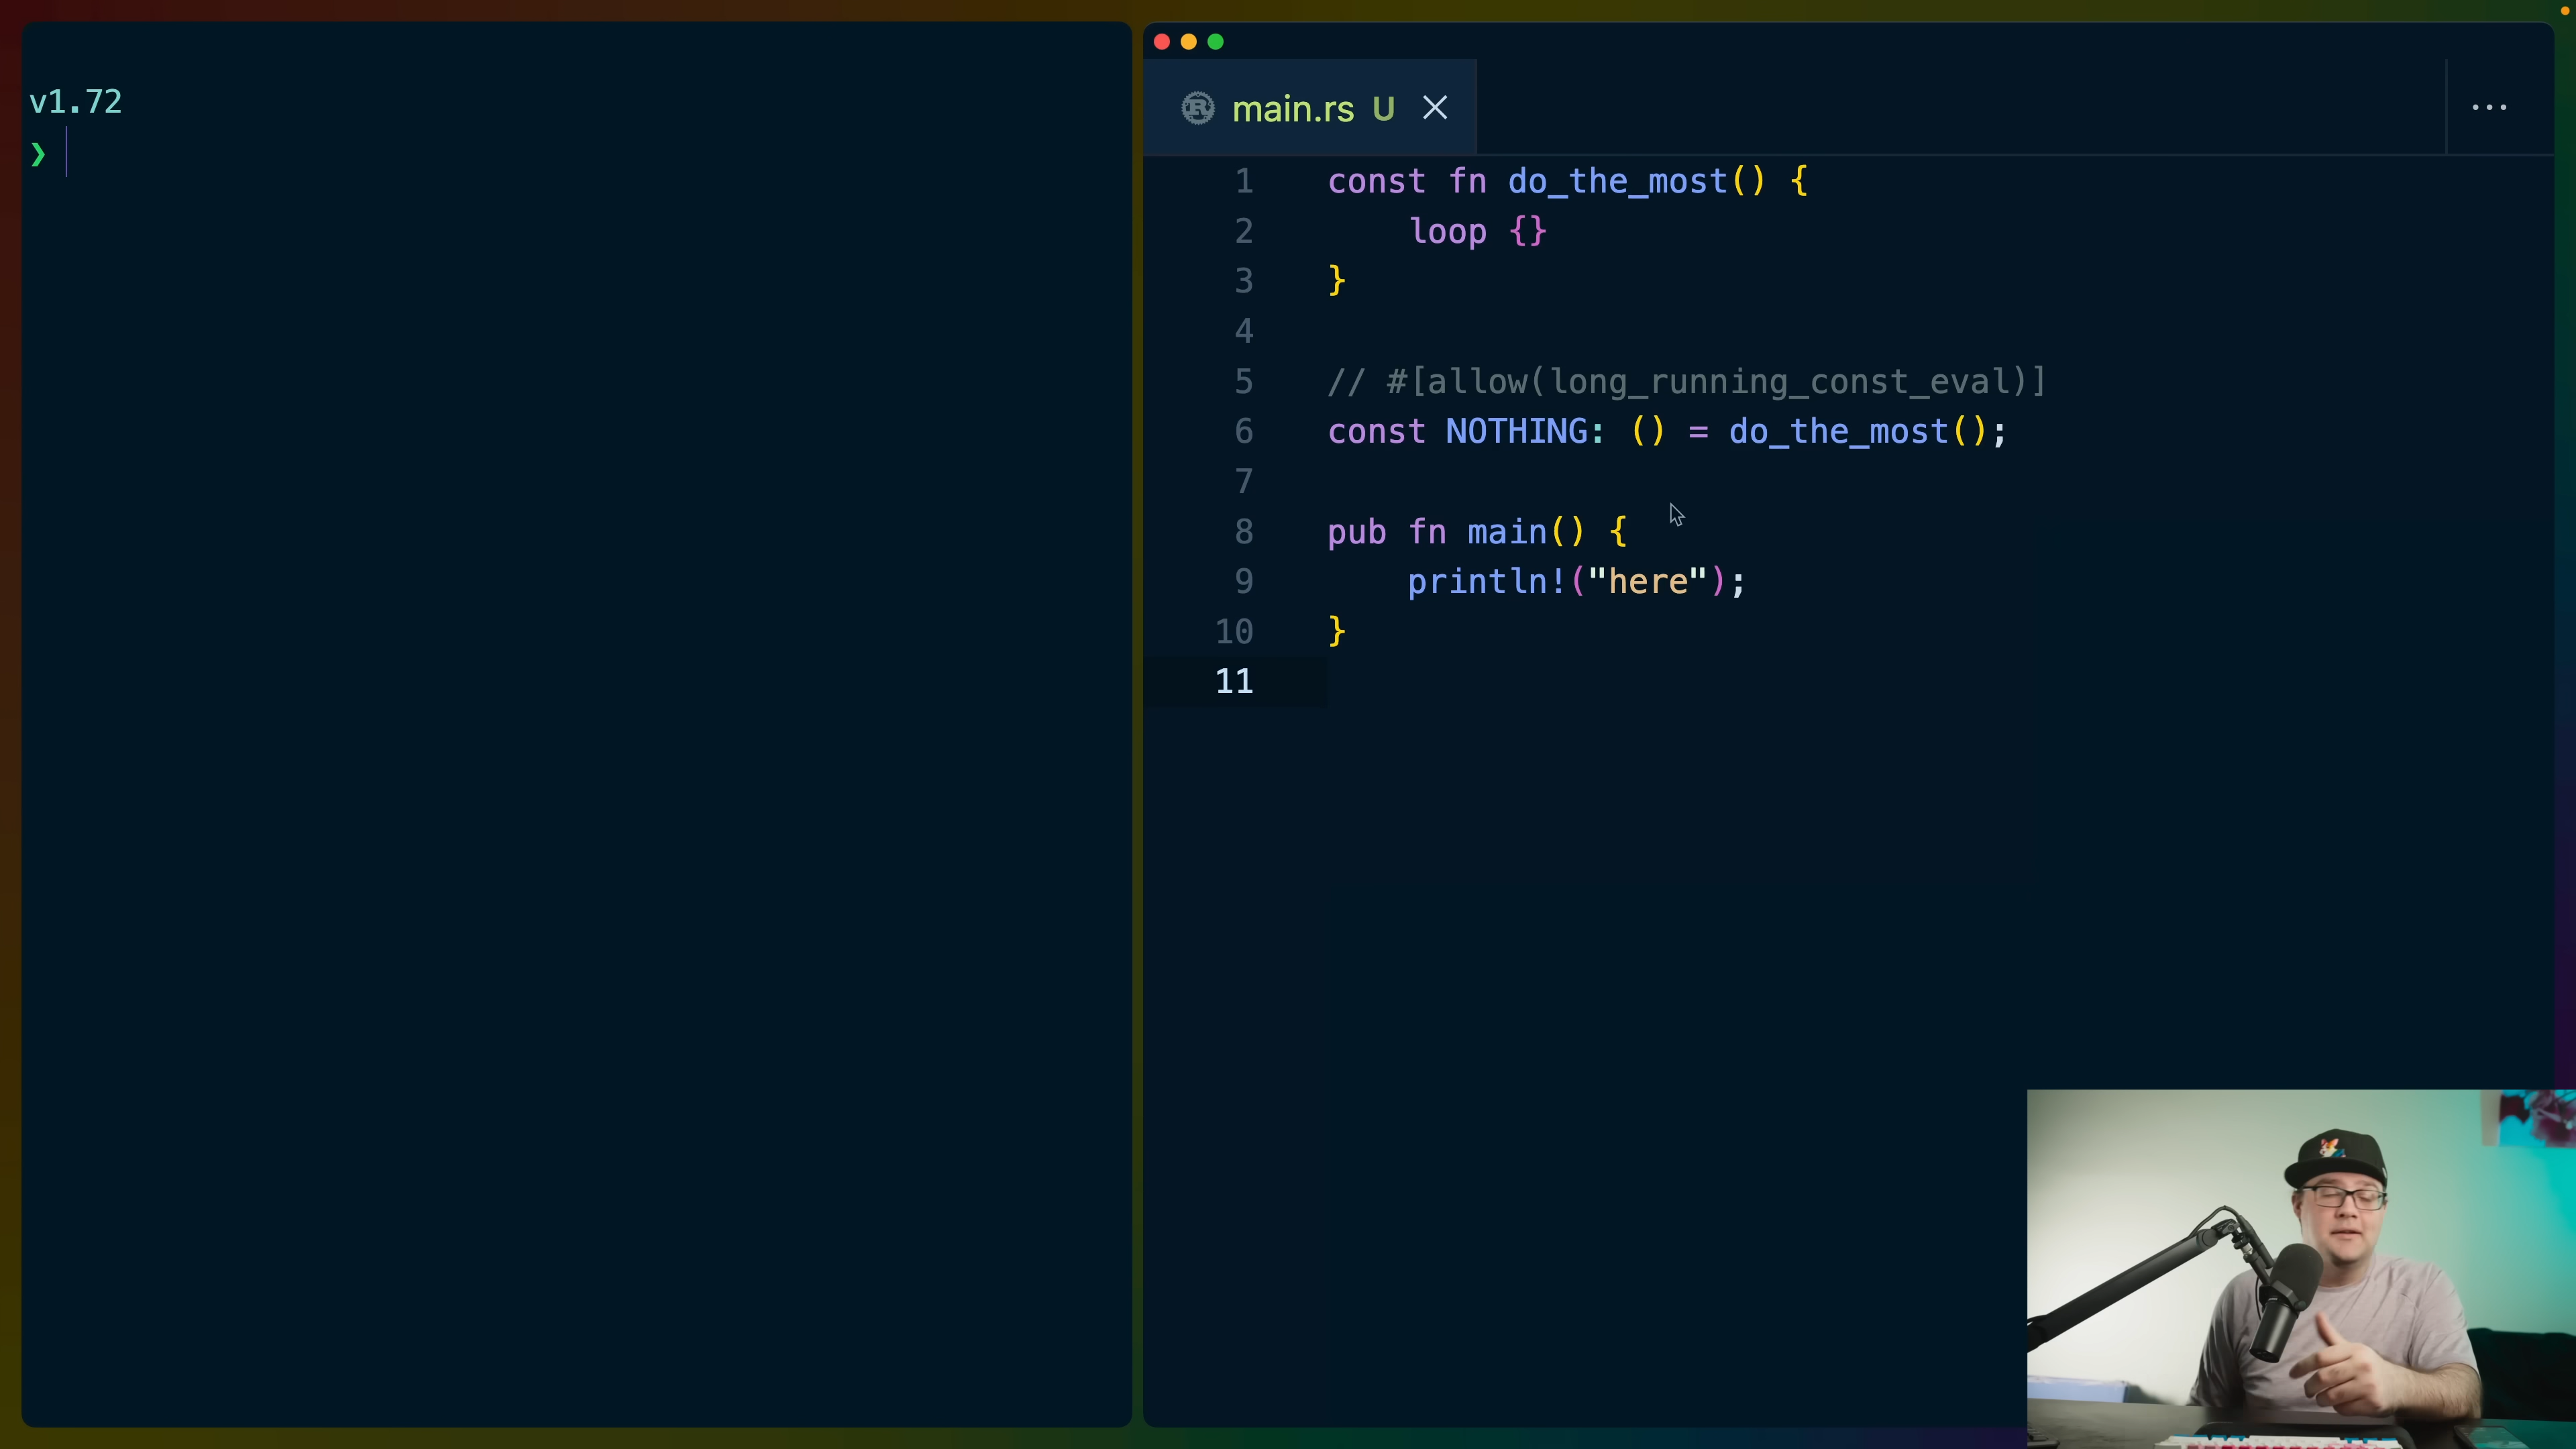 v1.72
❯
main.rs U
...
1 const fn do_the_most() {
2     loop {}
3 }
4
5 // #[allow(long_running_const_eval)]
6 const NOTHING: () = do_the_most();
7
8 pub fn main() {
9     println!("here");
10 }
11